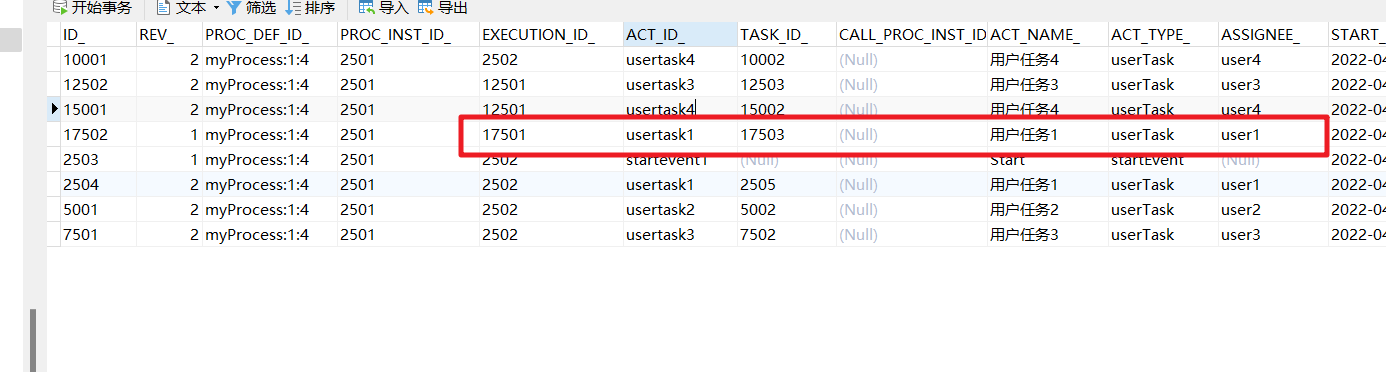 开始事务 文本 筛选 排序 导入 导出
ID_ REV_ PROC_DEF_ID_ PROC_INST_ID_ EXECUTION_ID_ ACT_ID_ TASK_ID_ CALL_PROC_INST_ID ACT_NAME_ ACT_TYPE_ ASSIGNEE_ START_
10001 2 myProcess:1:4 2501 2502 usertask4 10002 (Null) 用户任务4 userTask user4 2022-04
12502 2 myProcess:1:4 2501 12501 usertask3 12503 (Null) 用户任务3 userTask user3 2022-04
15001 2 myProcess:1:4 2501 12501 usertask4 15002 (Null) 用户任务4 userTask user4 2022-04
17502 1 myProcess:1:4 2501 17501 usertask1 17503 (Null) 用户任务1 userTask user1 2022-04
2503 1 myProcess:1:4 2501 2502 startevent1 (Null) (Null) Start startEvent (Null) 2022-04
2504 2 myProcess:1:4 2501 2502 usertask1 2505 (Null) 用户任务1 userTask user1 2022-04
5001 2 myProcess:1:4 2501 2502 usertask2 5002 (Null) 用户任务2 userTask user2 2022-04
7501 2 myProcess:1:4 2501 2502 usertask3 7502 (Null) 用户任务3 userTask user3 2022-04